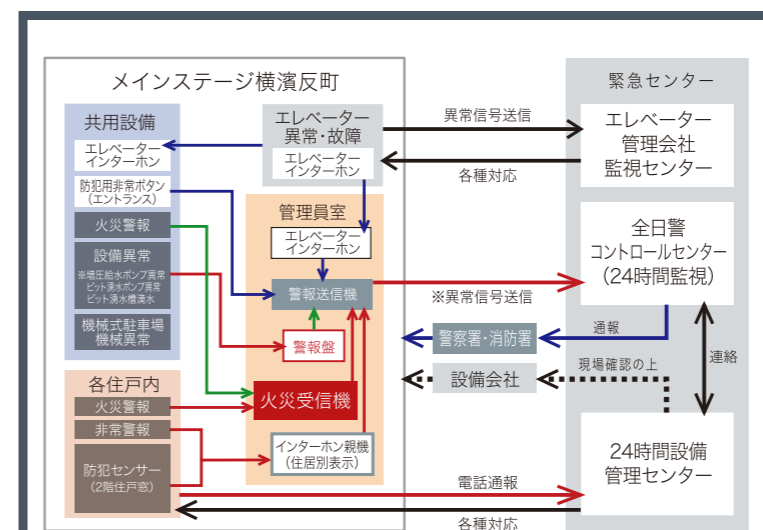 メインステージ横濱反町
共用設備
エレベーター
インターホン
防犯用非常ボタン
(エントランス)
火災警報
設備異常
※増圧給水ポンプ異常
ピット湧水ポンプ異常
ピット湧水槽満水
機械式駐車場
機械異常
各住戸内
火災警報
非常警報
防犯センサー
(2階住戸窓)
エレベーター
異常・故障
エレベーター
インターホン
管理員室
エレベーター
インターホン
警報送信機
警報盤
火災受信機
インターホン親機
(住居別表示)
異常信号送信
各種対応
※異常信号送信
警察署・消防署
通報
設備会社
現場確認の上
連絡
電話通報
各種対応
緊急センター
エレベーター
管理会社
監視センター
全日警
コントロールセンター
(24時間監視)
24時間設備
管理センター